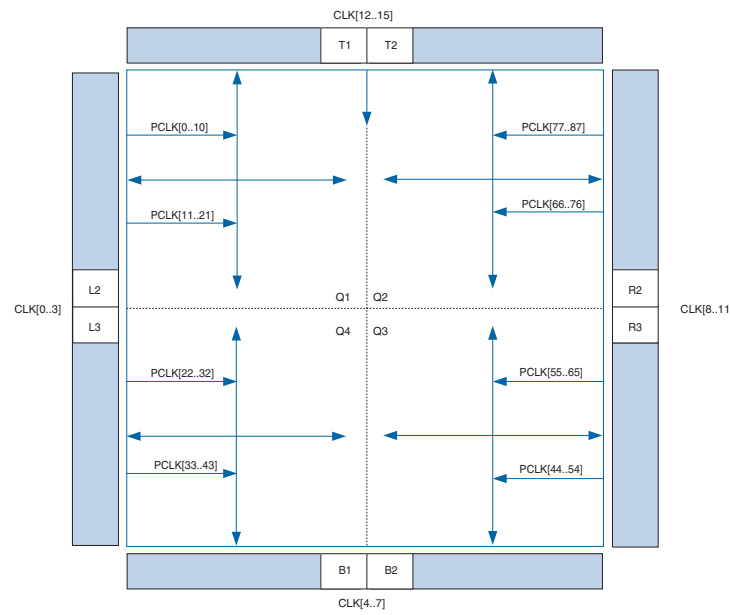 CLK[12..15]
T1 T2
PCLK[0..10] PCLK[77..87]
PCLK[11..21] PCLK[66..76]
L2 R2
Q1 Q2
CLK[0..3] CLK[8..11
L3 R3
Q4 Q3
PCLK[22..32] PCLK[55..65]
PCLK[33..43] PCLK[44..54]
B1 B2
CLK[4..7]